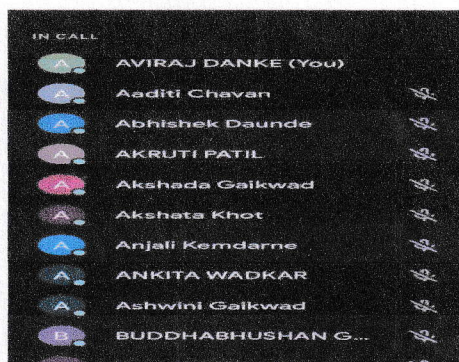 IN CALL
A AVIRAJ DANKE (You)
A Aaditi Chavan
A Abhishek Daunde
A AKRUTI PATIL
A Akshada Gaikwad
A Akshata Khot
A Anjali Kemdarne
A ANKITA WADKAR
A Ashwini Gaikwad
B BUDDHABHUSHAN G...